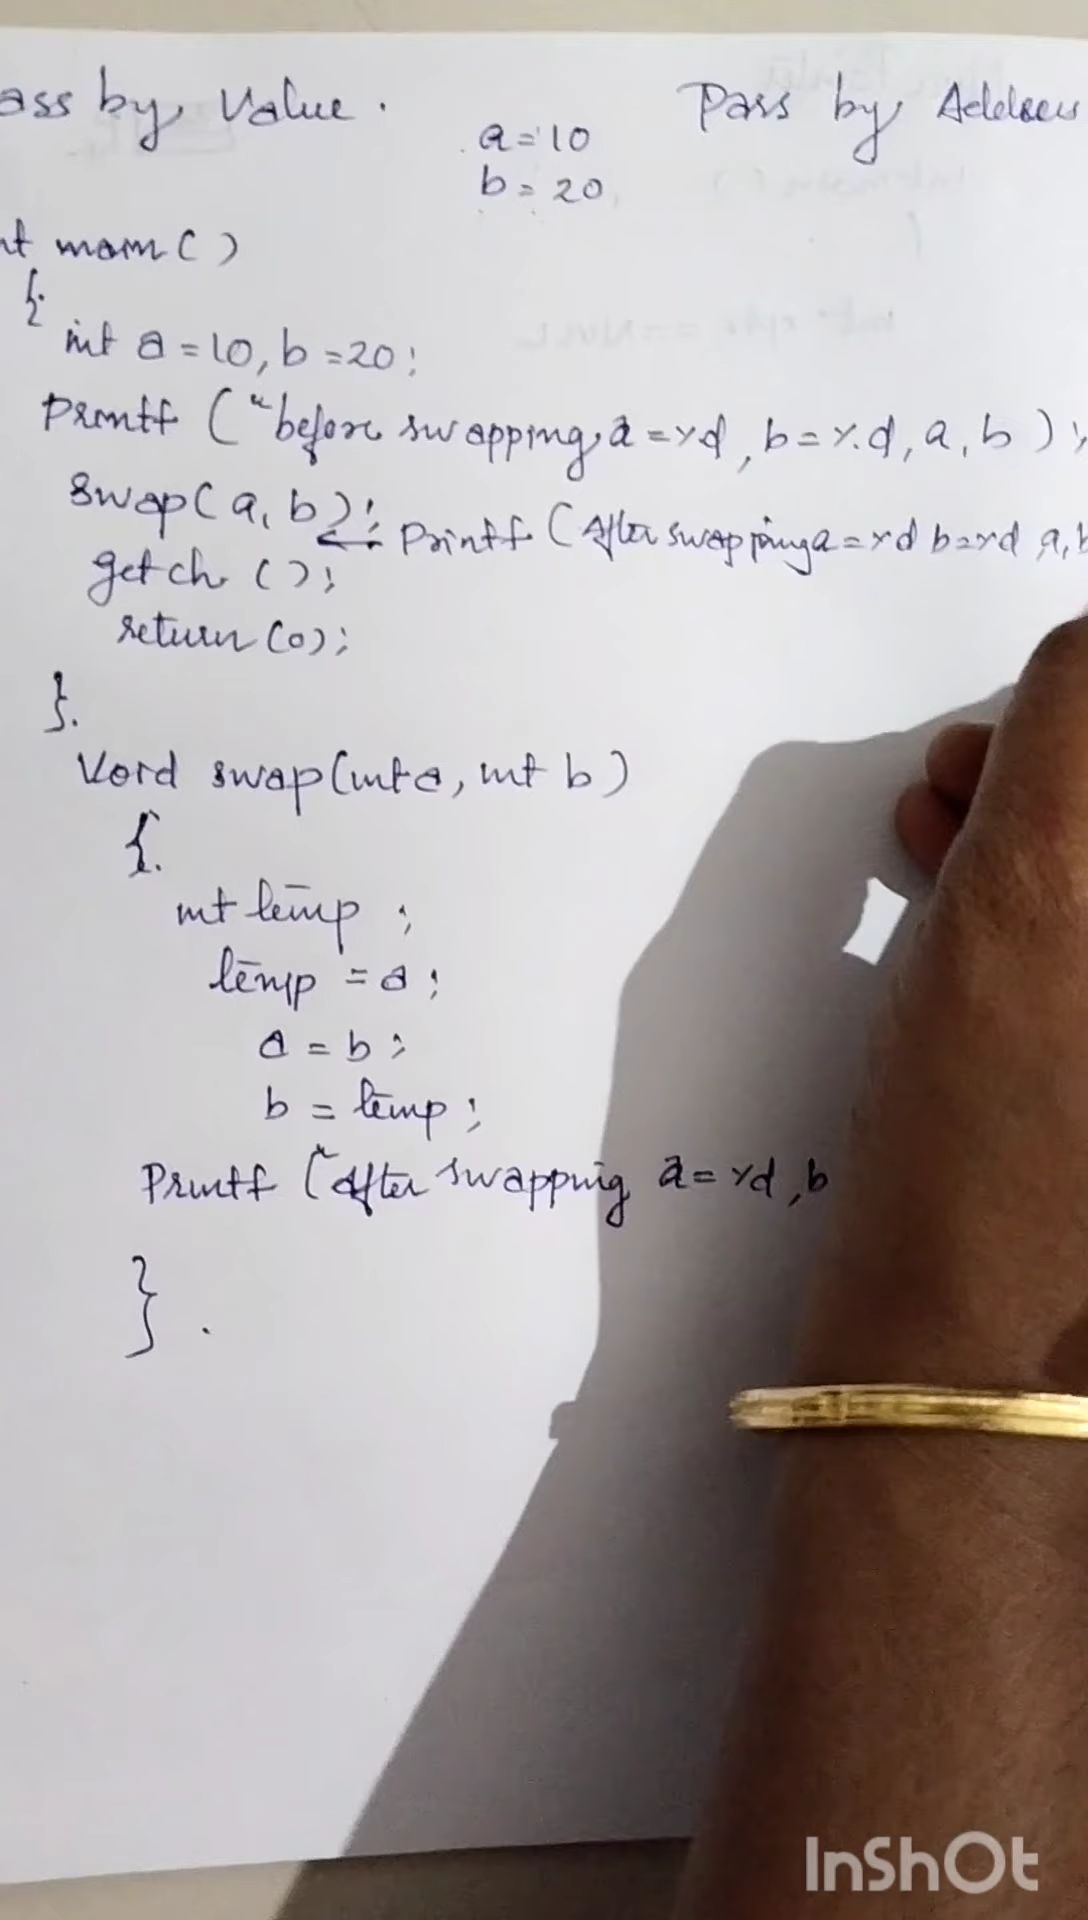 ass by Value.
Pass by Address
a = 10
b = 20
nt main ( )
{
int a = 10, b = 20;
Printf ("before swapping a = %d, b = %d, a, b );
swap( a, b );
← Printf ( After swapping a = %d b = %d a, b
getch ( );
return (0);
}.
Void swap(int a, int b )
{.
int temp ;
temp = a ;
a = b ;
b = temp ;
Printf ("After swapping a = %d, b
} .
InShOt